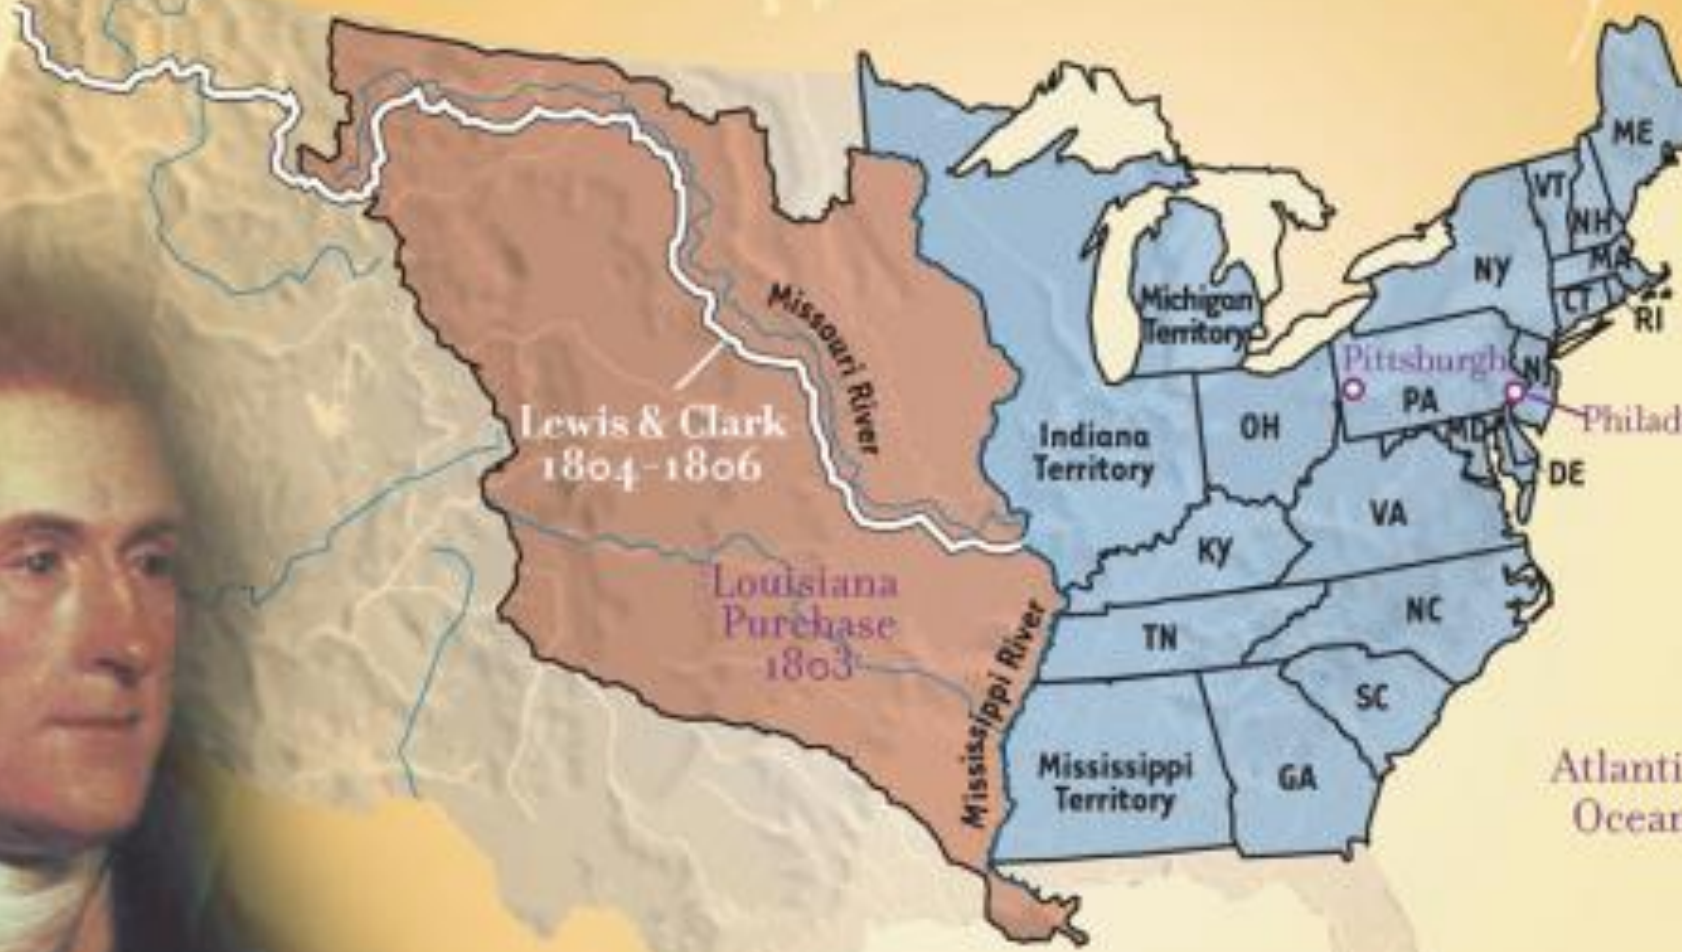 ME
VT
NH
MA
NY
CT
RI
Missouri River
Michigan
Territory
Pittsburgh
NJ
PA
Lewis & Clark
1804–1806
OH
MD
Philad
Indiana
Territory
DE
VA
KY
Louisiana
Purchase
1803
Mississippi River
NC
TN
SC
Mississippi
Territory
GA
Atlanti
Ocean